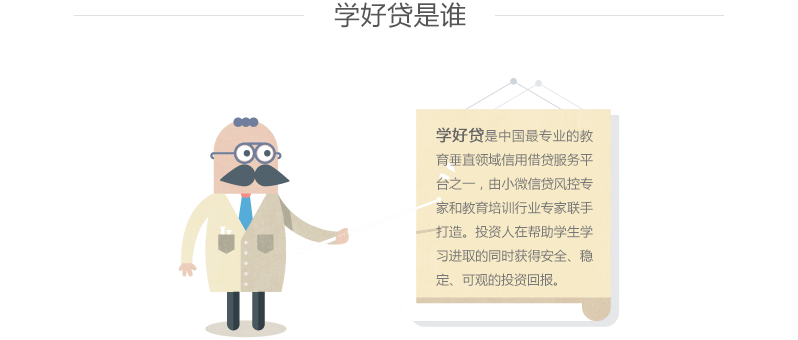 学好贷是谁
学好贷是中国最专业的教
育垂直领域信用借贷服务平
台之一，由小微信贷风控专
家和教育培训行业专家联手
打造。投资人在帮助学生学
习进取的同时获得安全、稳
定、可观的投资回报。